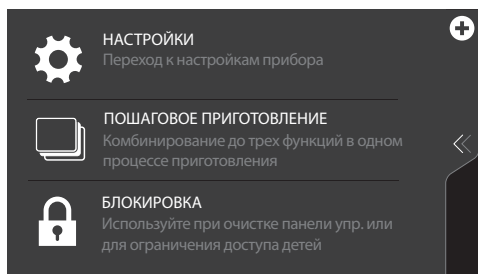 НАСТРОЙКИ
Переход к настройкам прибора
ПОШАГОВОЕ ПРИГОТОВЛЕНИЕ
Комбинирование до трех функций в одном
процессе приготовления
БЛОКИРОВКА
Используйте при очистке панели упр. или
для ограничения доступа детей